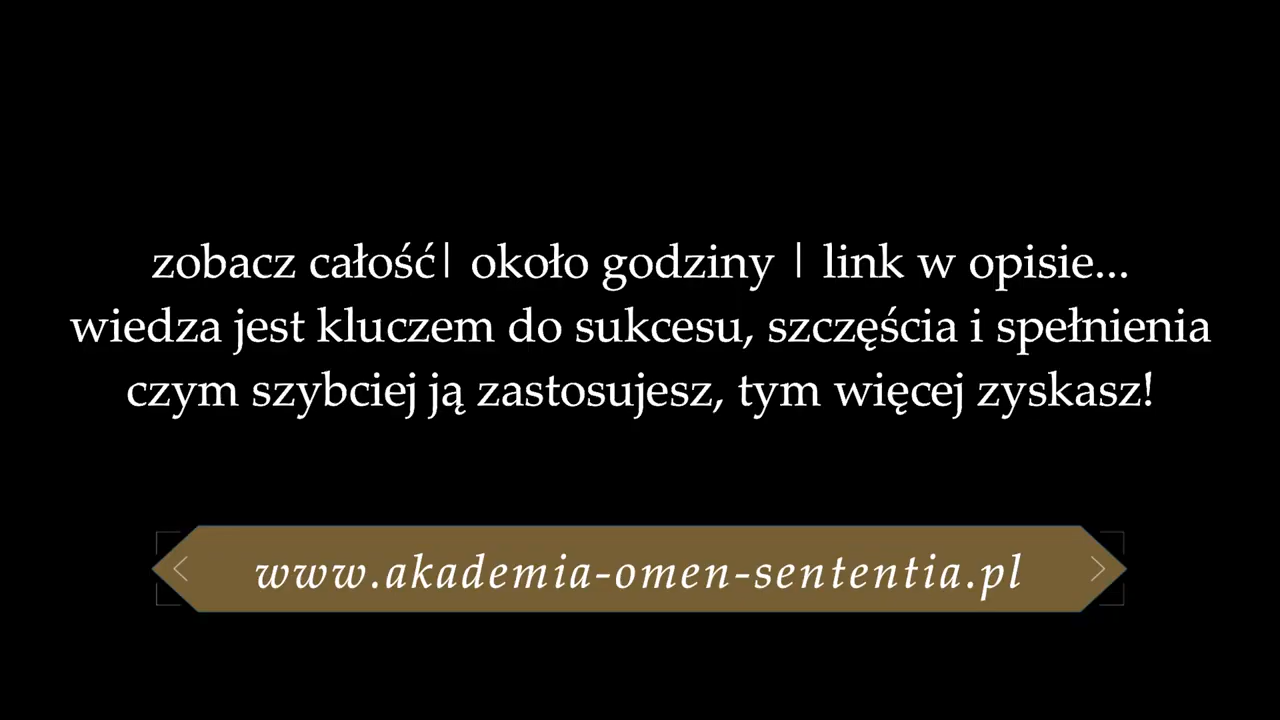 zobacz całość| około godziny | link w opisie...
wiedza jest kluczem do sukcesu, szczęścia i spełnienia
czym szybciej ją zastosujesz, tym więcej zyskasz!
www.akademia-omen-sententia.pl